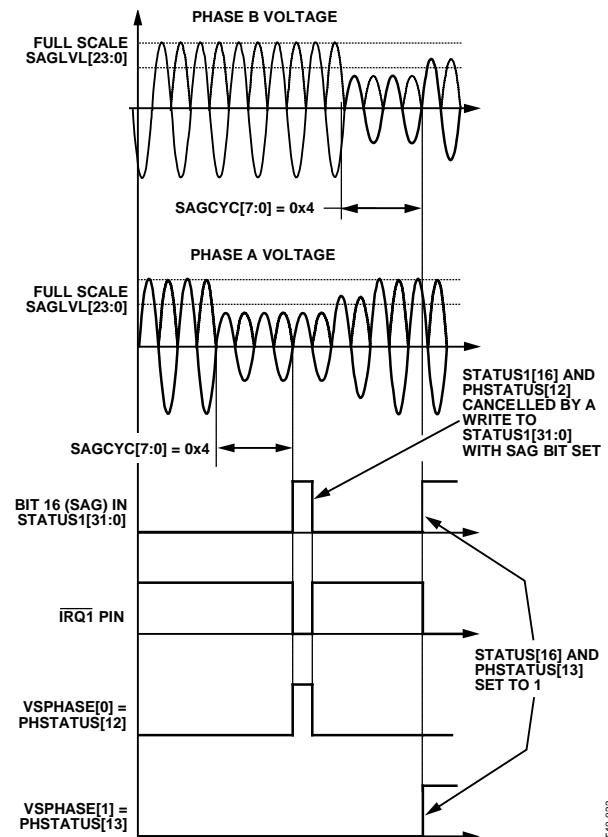 PHASE B VOLTAGE
FULL SCALE
SAGLVL[23:0]
SAGCYC[7:0] = 0x4
PHASE A VOLTAGE
FULL SCALE
SAGLVL[23:0]
STATUS1[16] AND
PHSTATUS[12]
CANCELLED BY A
WRITE TO
STATUS1[31:0]
WITH SAG BIT SET
SAGCYC[7:0] = 0x4
BIT 16 (SAG) IN
STATUS1[31:0]
IRQ1 PIN
STATUS[16] AND
PHSTATUS[13]
SET TO 1
VSPHASE[0] =
PHSTATUS[12]
VSPHASE[1] =
PHSTATUS[13]